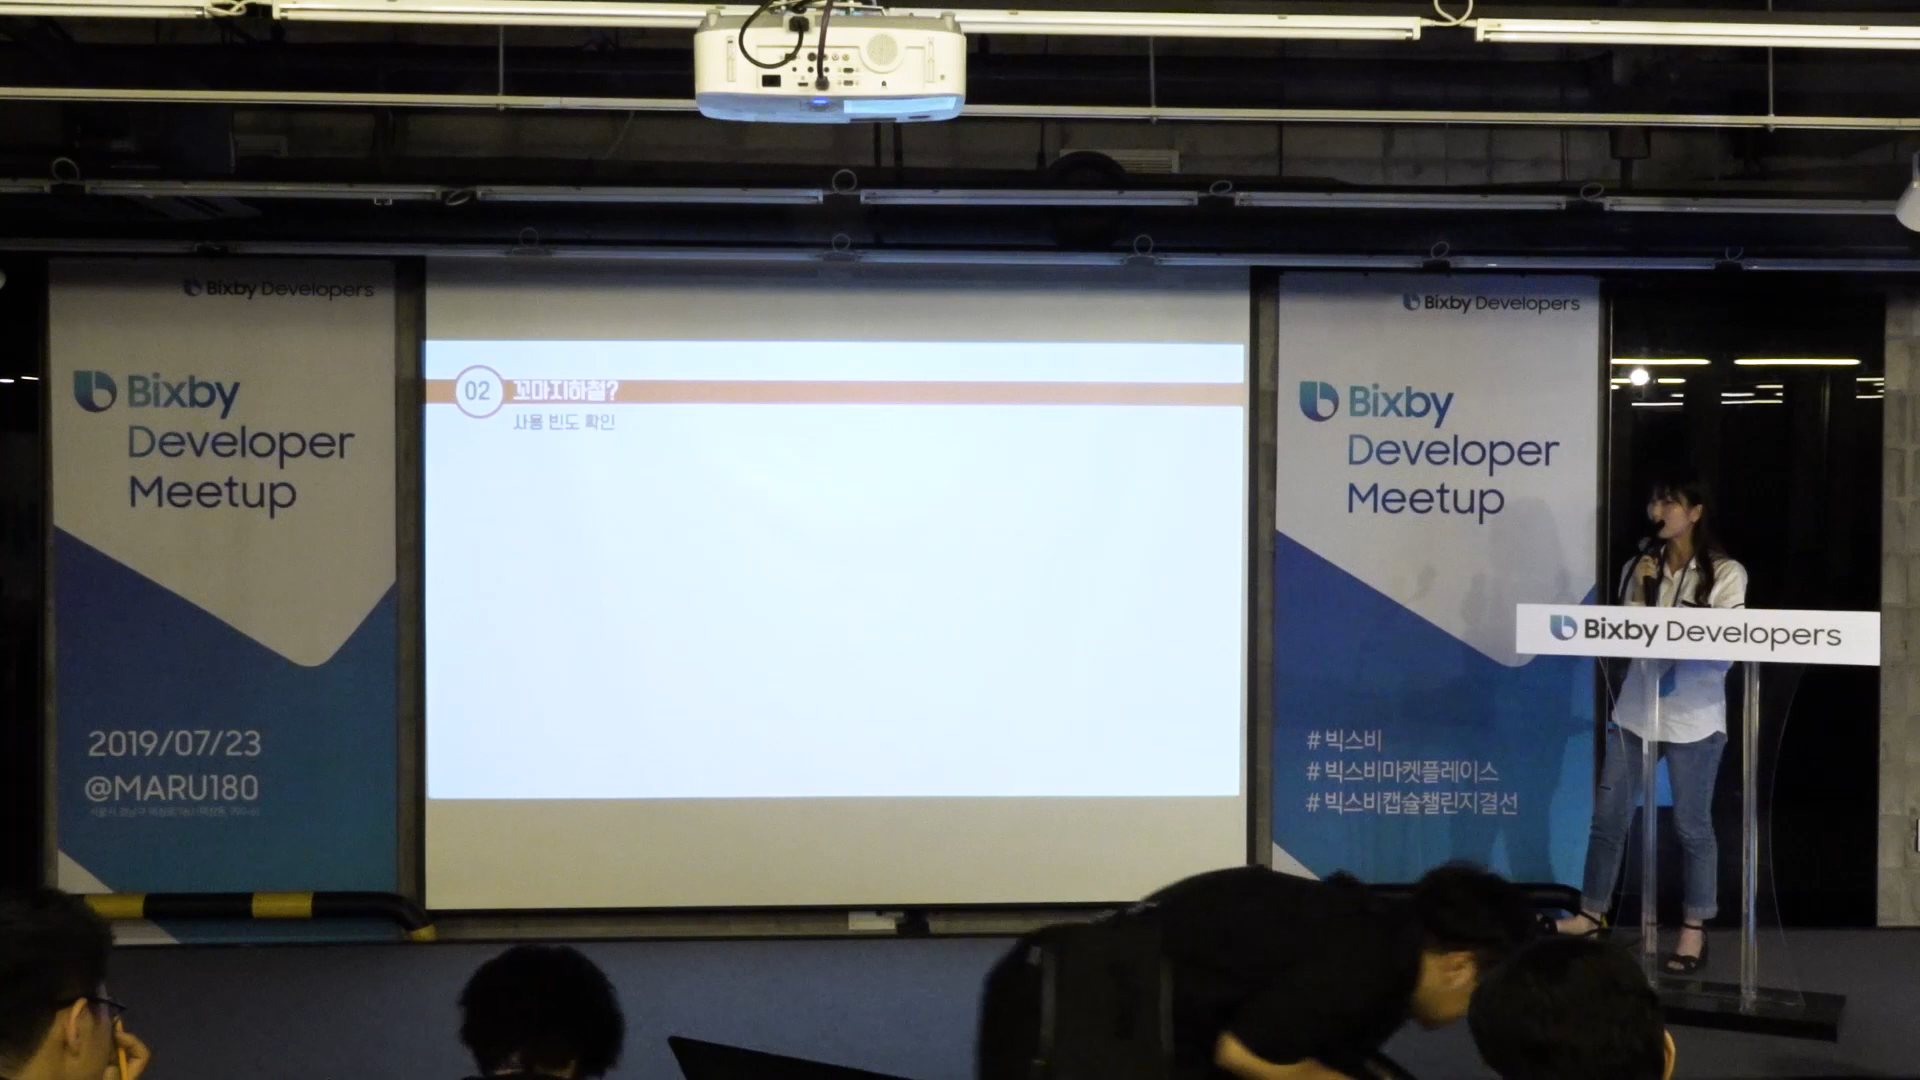 Bixby Developers
Bixby
Developer
Meetup
2019/07/23
@MARU180
02
꼬마지하철?
사용 빈도 확인
Bixby Developers
Bixby
Developer
Meetup
#빅스비
#빅스비마켓플레이스
#빅스비캡슐챌린지결선
Bixby Developers